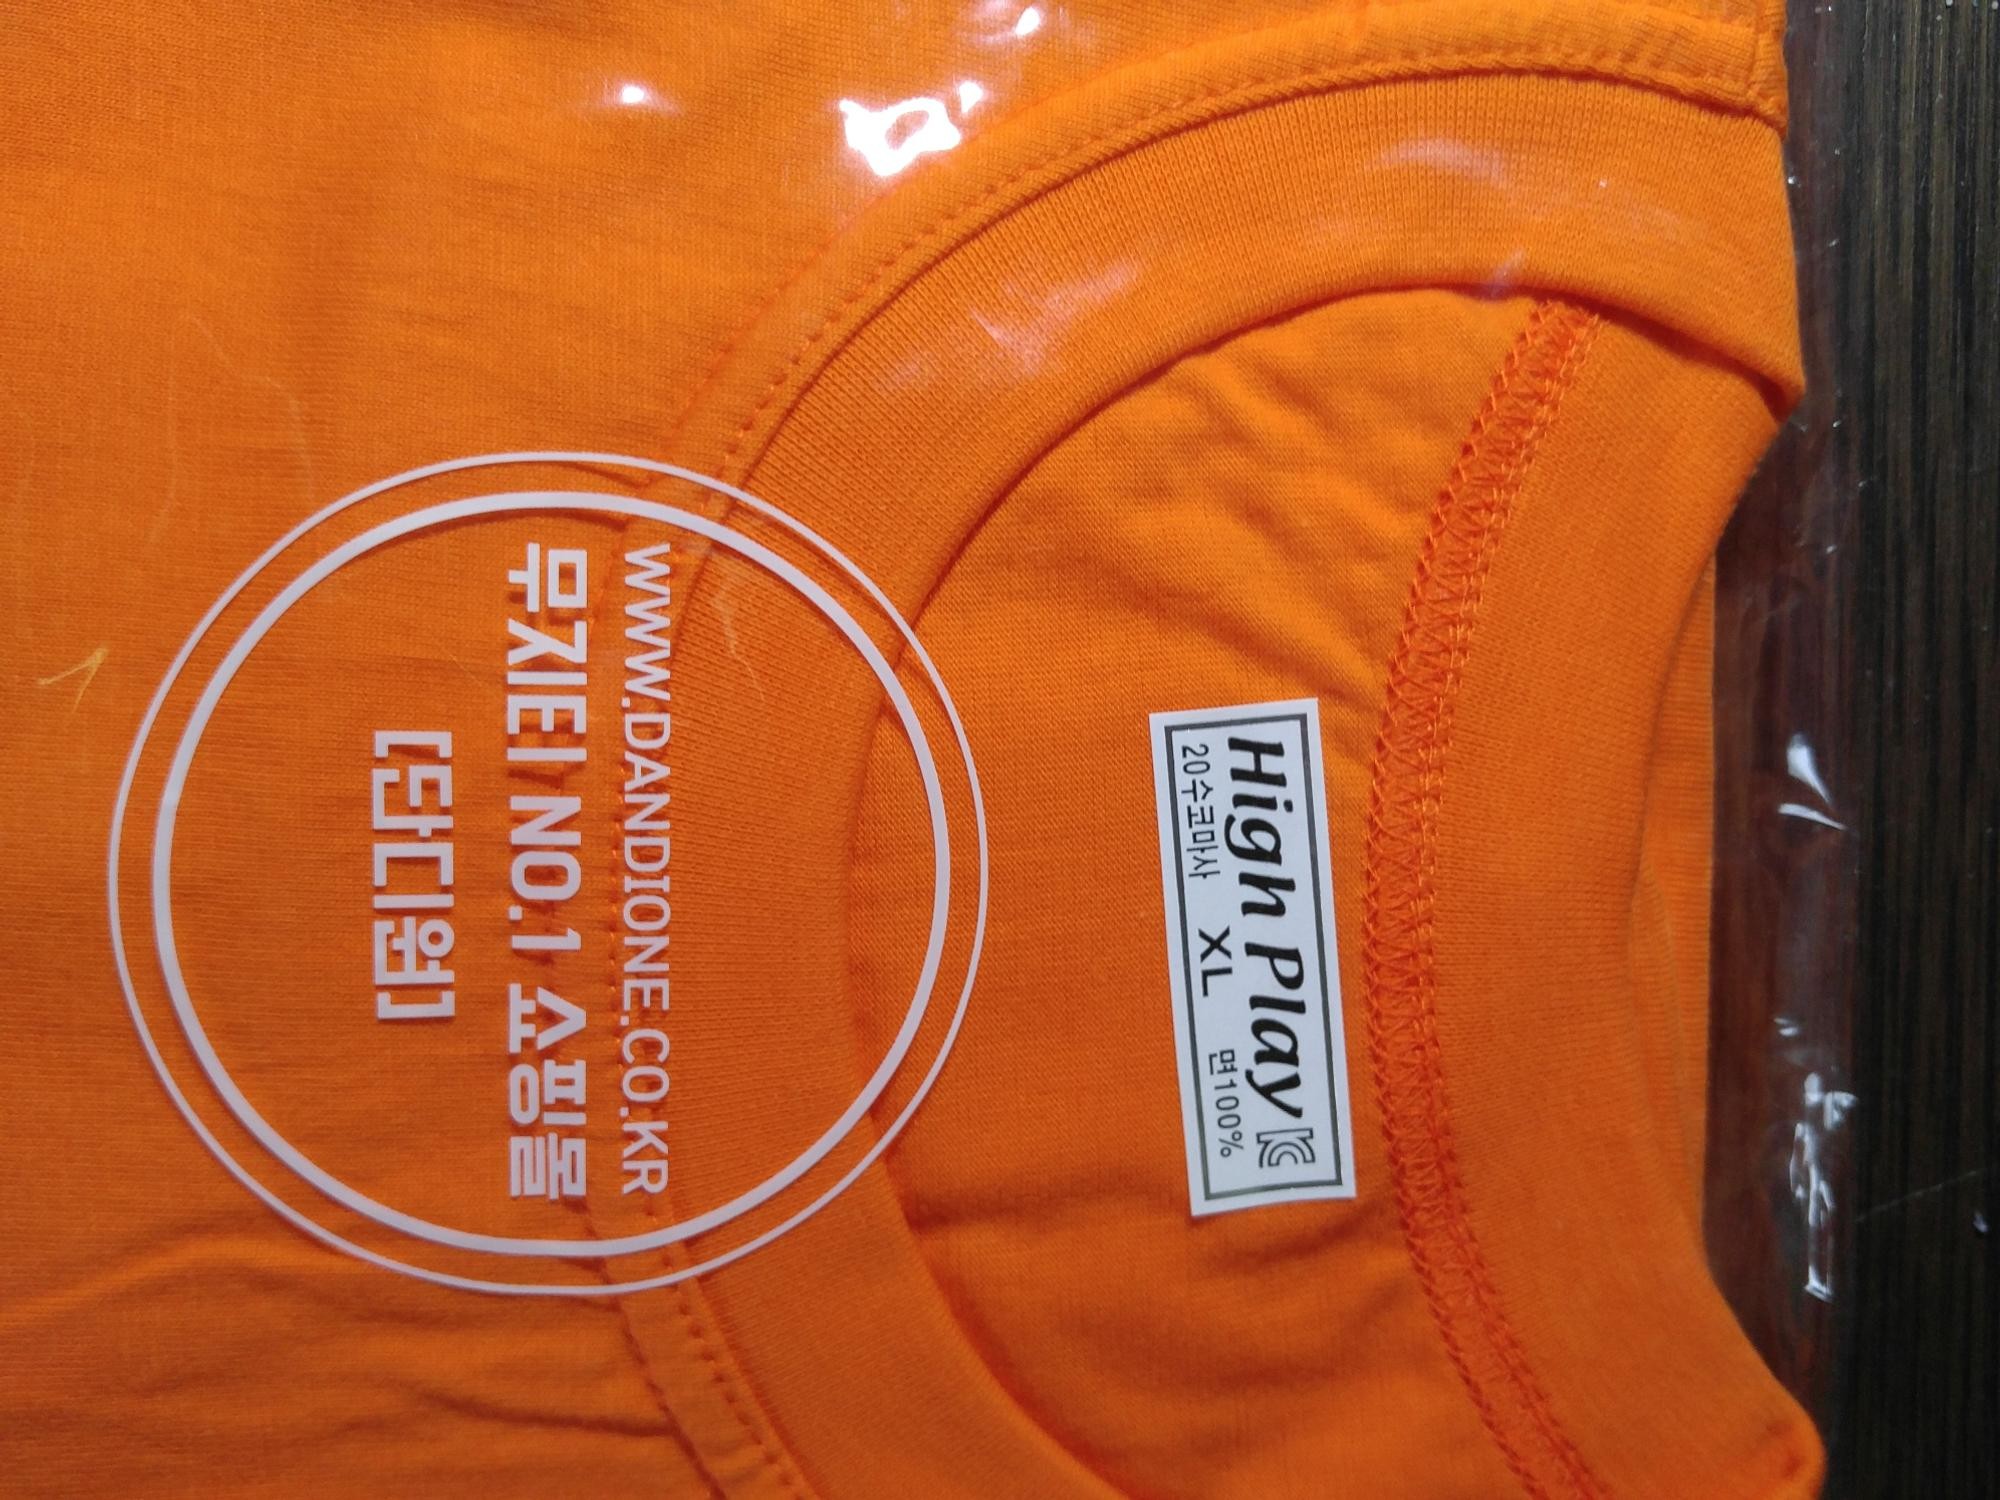 High Play
20수코마사 XL 면100%
WWW.DANDIONE.CO.KR
무지티 NO.1 쇼핑몰
[단디원]